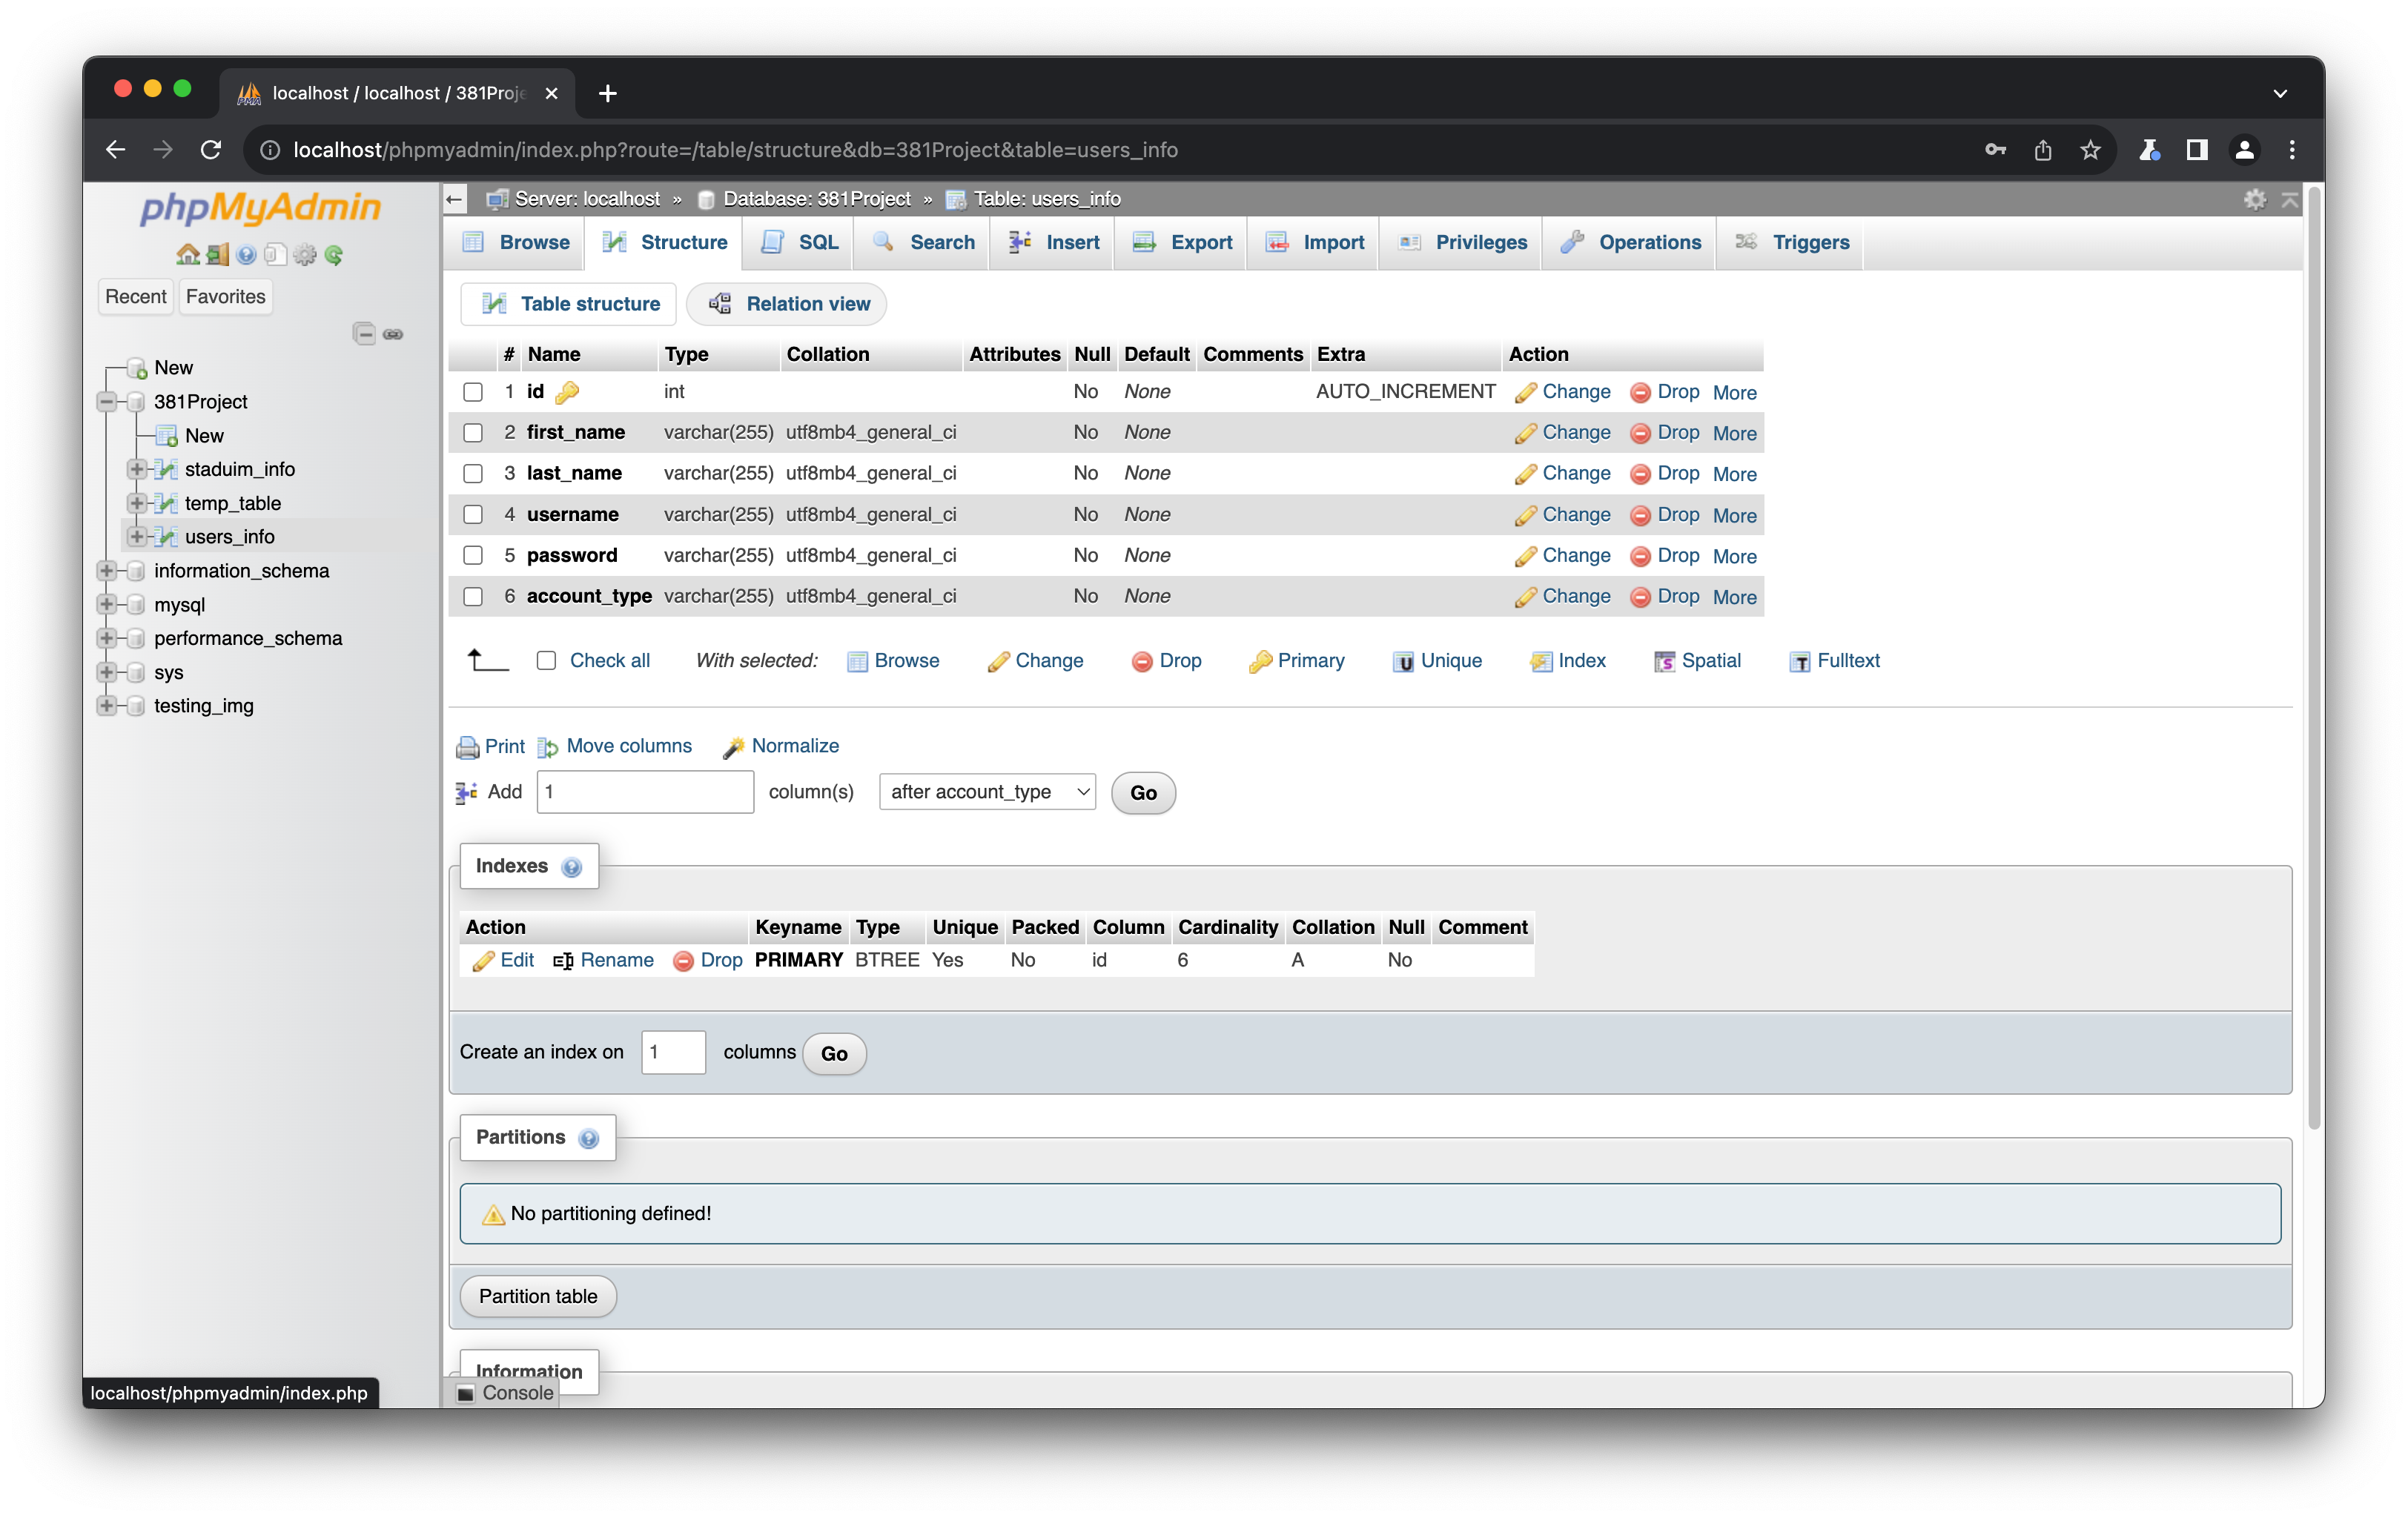 localhost / localhost / 381Proje
localhost/phpmyadmin/index.php?route=/table/structure&db=381Project&table=users_info
phpMyAdmin
Recent Favorites
New
381Project
New
staduim_info
temp_table
users_info
information_schema
mysql
performance_schema
sys
testing_img
localhost/phpmyadmin/index.php
Server: localhost » Database: 381Project » Table: users_info
Browse Structure SQL Search Insert Export Import Privileges Operations Triggers
Table structure Relation view
# Name Type Collation Attributes Null Default Comments Extra Action
1 id int No None AUTO_INCREMENT Change Drop More
2 first_name varchar(255) utf8mb4_general_ci No None Change Drop More
3 last_name varchar(255) utf8mb4_general_ci No None Change Drop More
4 username varchar(255) utf8mb4_general_ci No None Change Drop More
5 password varchar(255) utf8mb4_general_ci No None Change Drop More
6 account_type varchar(255) utf8mb4_general_ci No None Change Drop More
Check all With selected: Browse Change Drop Primary Unique Index Spatial Fulltext
Print Move columns Normalize
Add 1 column(s) after account_type Go
Indexes
Action Keyname Type Unique Packed Column Cardinality Collation Null Comment
Edit Rename Drop PRIMARY BTREE Yes No id 6 A No
Create an index on 1 columns Go
Partitions
No partitioning defined!
Partition table
Information
Console